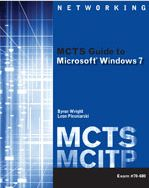 NETWORKING
MCTS Guide to
Microsoft® Windows 7
Byron Wright
Leon Plesniarski
MCTS
MCITP
Exam #70-680